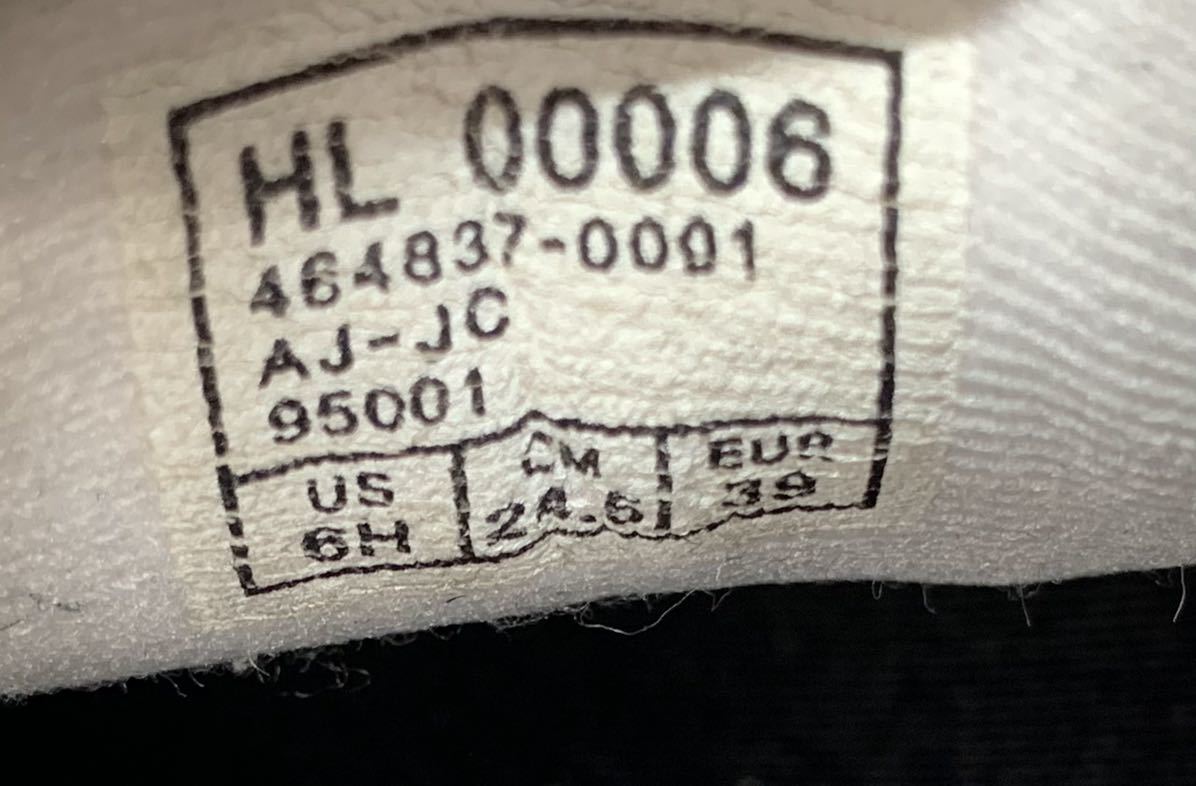 HL 00006
464837-0001
AJ-JC
95001
US CM EUR
6H 24.5 39